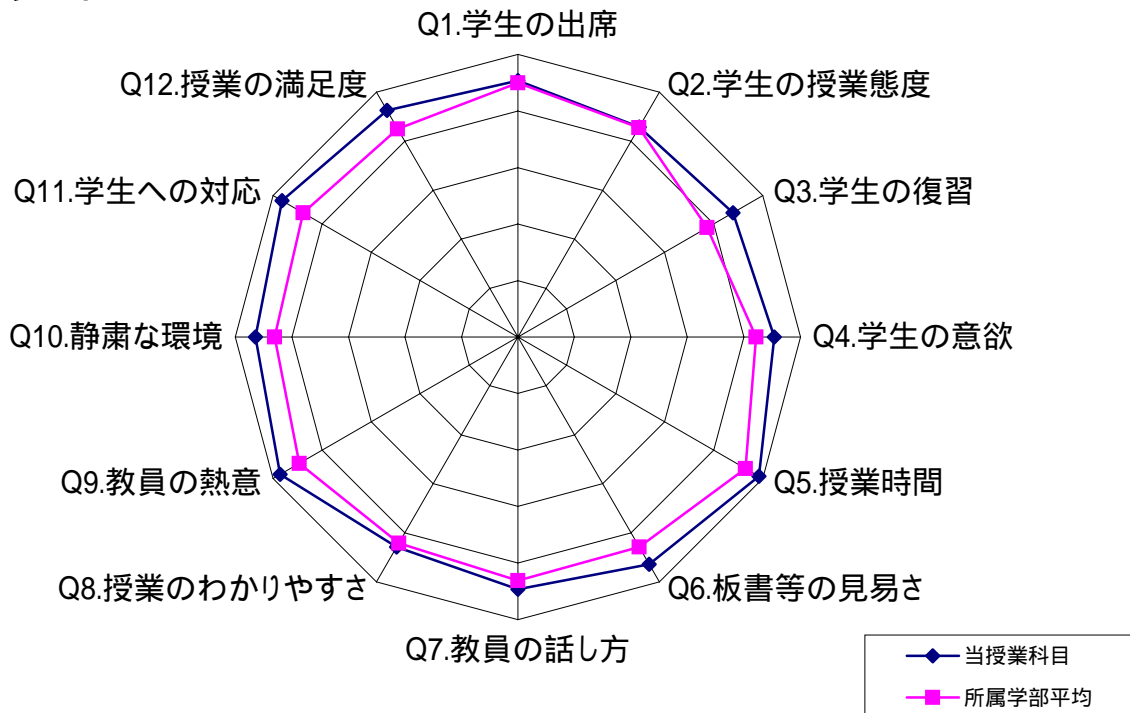 Q1.学生の出席
Q2.学生の授業態度
Q3.学生の復習
Q4.学生の意欲
Q5.授業時間
Q6.板書等の見易さ
Q7.教員の話し方
Q8.授業のわかりやすさ
Q9.教員の熱意
Q10.静粛な環境
Q11.学生への対応
Q12.授業の満足度
当授業科目
所属学部平均